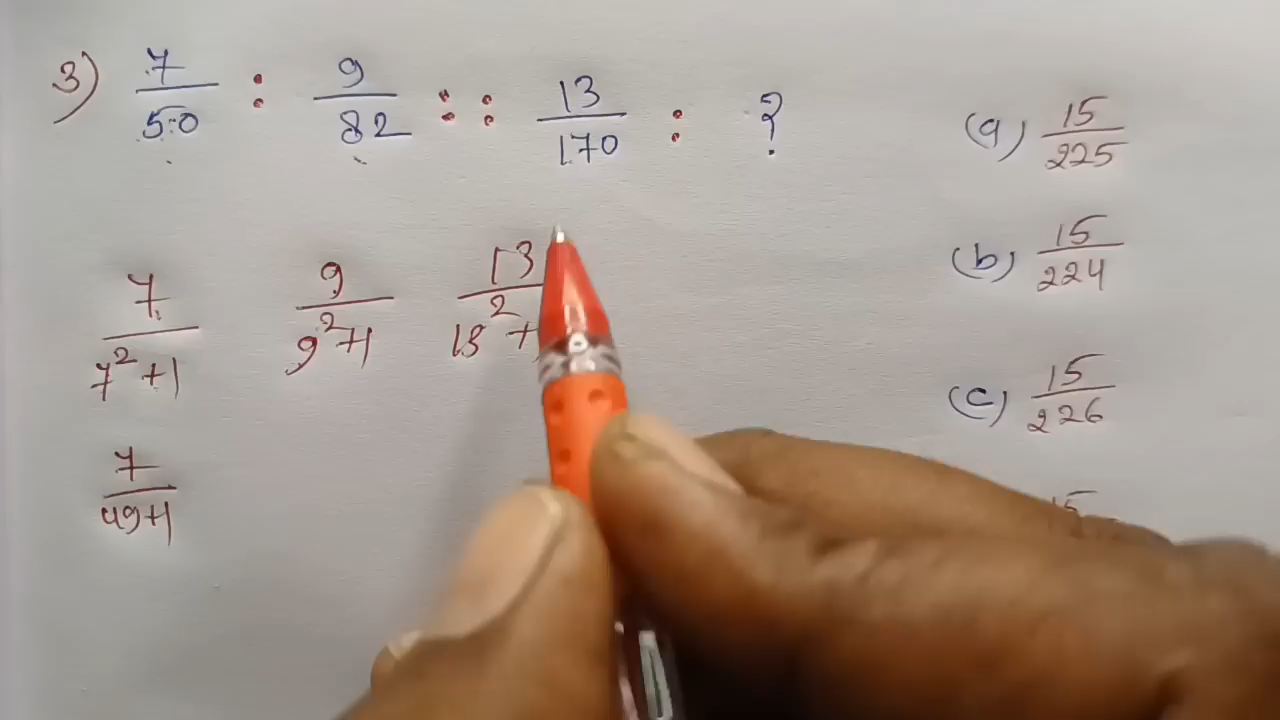 3) 7/50 : 9/82 :: 13/170 : ?
(a) 15/225
(b) 15/224
(c) 15/226
15
7/7²+1 9/9²+1 13/13²+
7/49+1